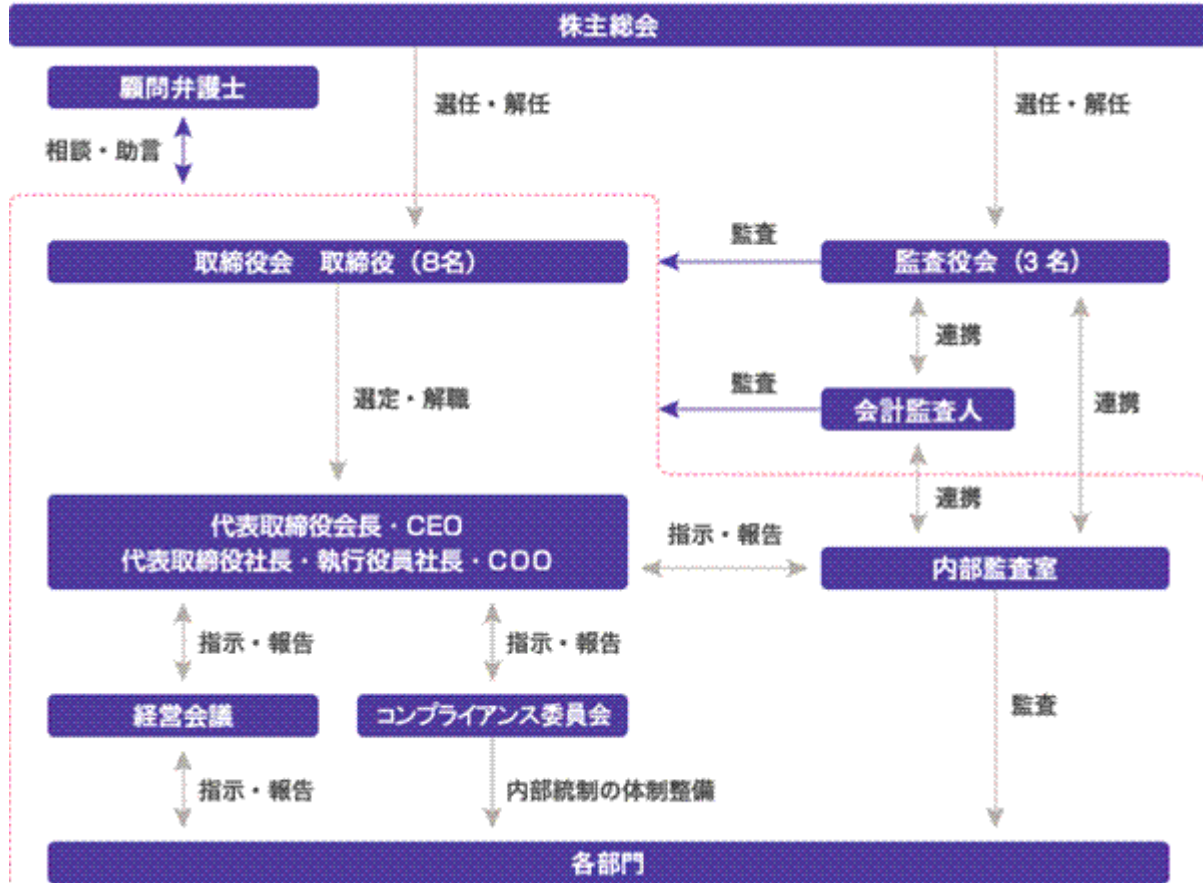 株主総会
顧問弁護士
選任・解任
選任・解任
相談・助言
取締役会 取締役（8名）
監査
監査役会（3名）
連携
選定・解職
監査
会計監査人
連携
連携
代表取締役会長・CEO
代表取締役社長・執行役員社長・COO
指示・報告
内部監査室
指示・報告
指示・報告
経営会議
コンプライアンス委員会
監査
指示・報告
内部統制の体制整備
各部門